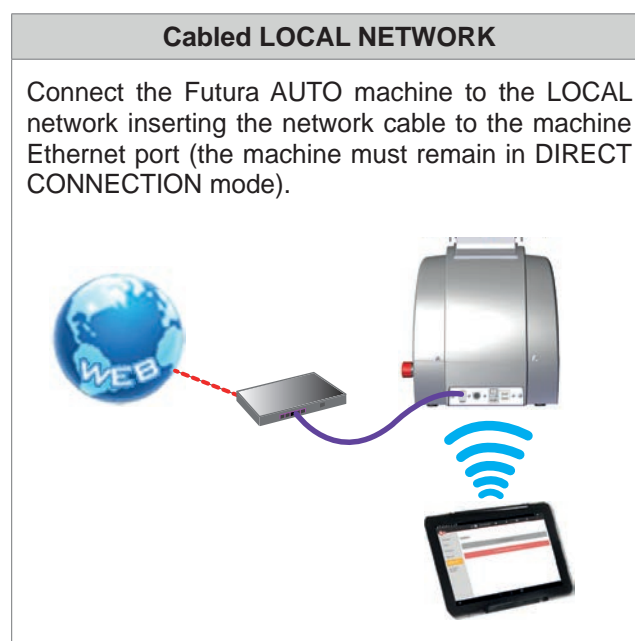 Cabled LOCAL NETWORK
Connect the Futura AUTO machine to the LOCAL
network inserting the network cable to the machine
Ethernet port (the machine must remain in DIRECT
CONNECTION mode).
WEB